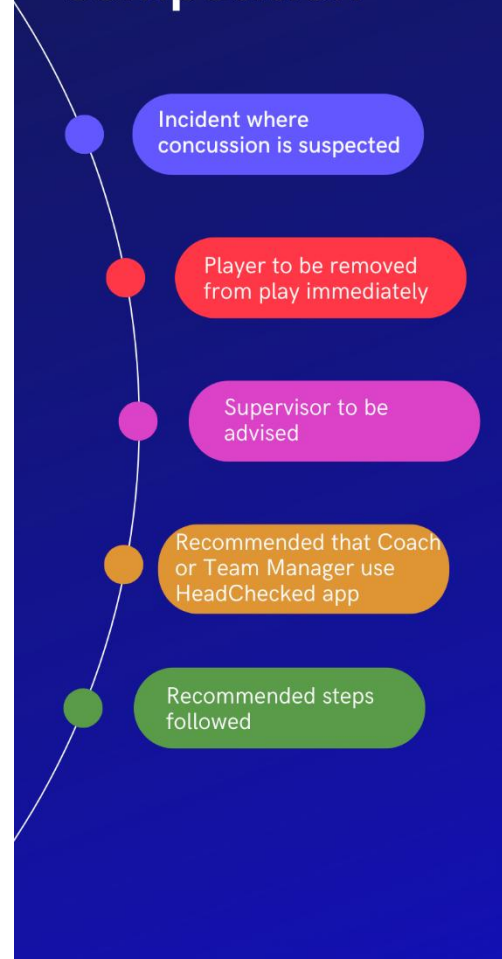 Incident where
concussion is suspected
Player to be removed
from play immediately
Supervisor to be
advised
Recommended that Coach
or Team Manager use
HeadChecked app
Recommended steps
followed